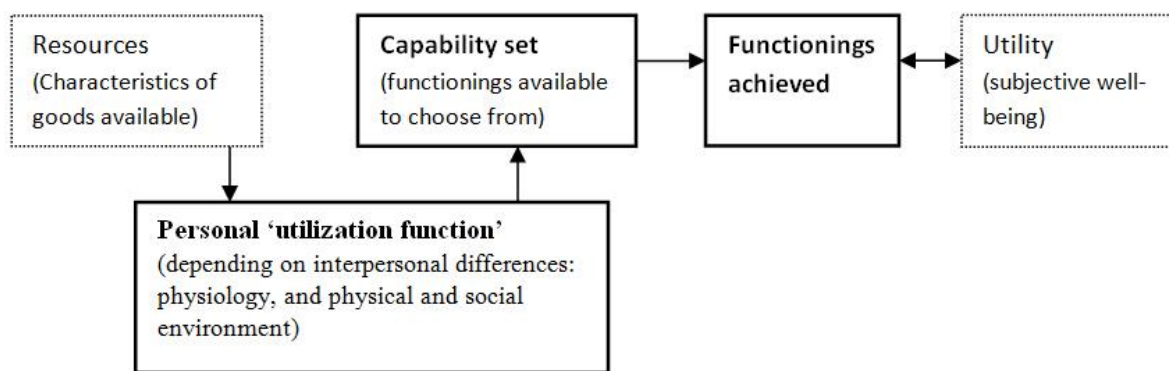 Resources
(Characteristics of
goods available)
Capability set
(functionings available
to choose from)
Functionings
achieved
Utility
(subjective well-
being)
Personal ‘utilization function’
(depending on interpersonal differences:
physiology, and physical and social
environment)